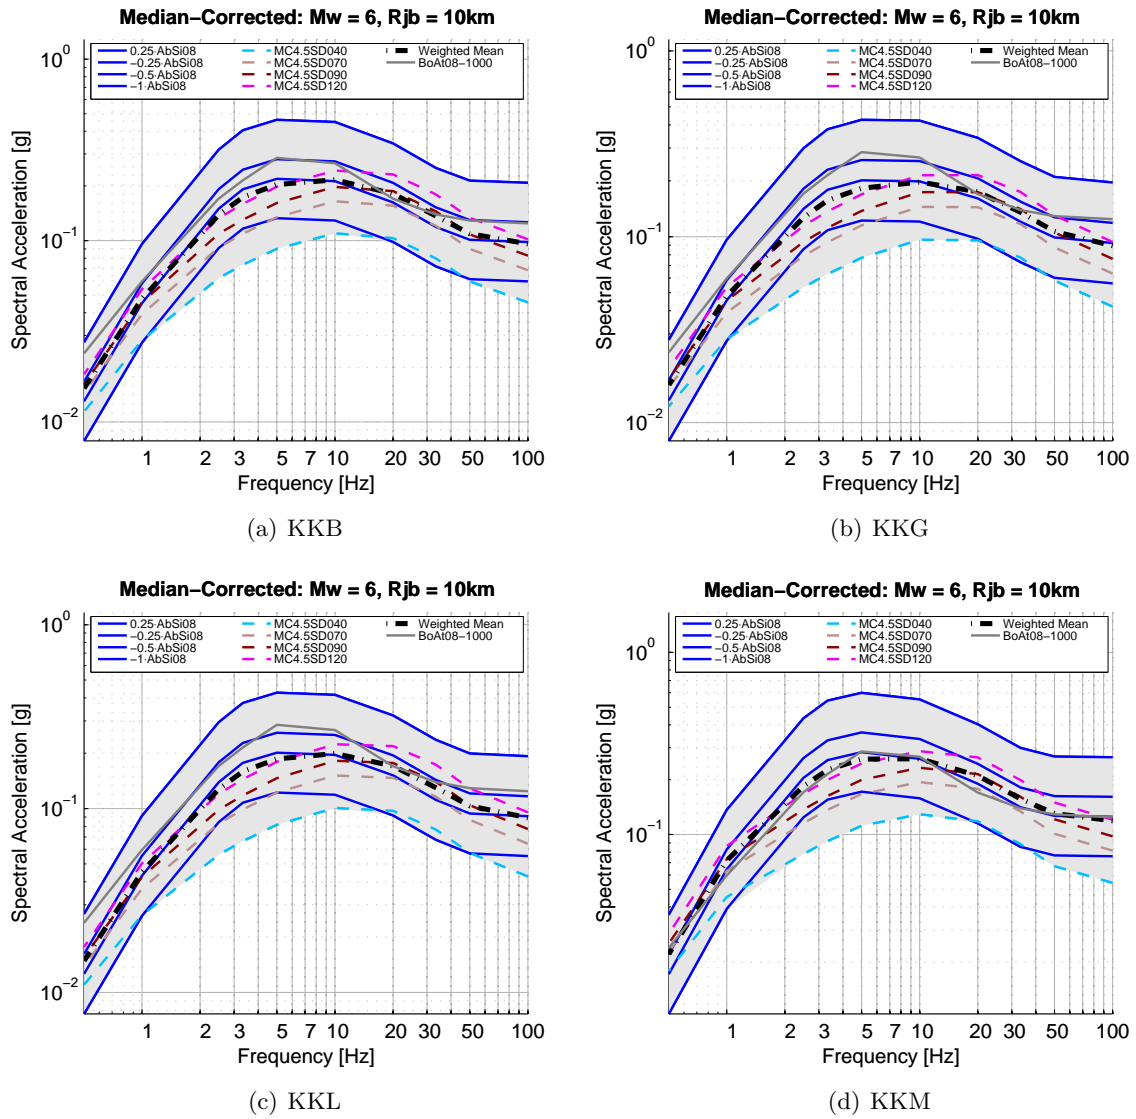 Median−Corrected: Mw = 6, Rjb = 10km
0.25·AbSi08
−0.25·AbSi08
−0.5·AbSi08
−1·AbSi08
MC4.5SD040
MC4.5SD070
MC4.5SD090
MC4.5SD120
Weighted Mean
BoAt08−1000
Spectral Acceleration [g]
10^0
10^−1
10^−2
1 2 3 5 7 10 20 30 50 100
Frequency [Hz]
(a) KKB
Median−Corrected: Mw = 6, Rjb = 10km
0.25·AbSi08
−0.25·AbSi08
−0.5·AbSi08
−1·AbSi08
MC4.5SD040
MC4.5SD070
MC4.5SD090
MC4.5SD120
Weighted Mean
BoAt08−1000
Spectral Acceleration [g]
10^0
10^−1
10^−2
1 2 3 5 7 10 20 30 50 100
Frequency [Hz]
(b) KKG
Median−Corrected: Mw = 6, Rjb = 10km
0.25·AbSi08
−0.25·AbSi08
−0.5·AbSi08
−1·AbSi08
MC4.5SD040
MC4.5SD070
MC4.5SD090
MC4.5SD120
Weighted Mean
BoAt08−1000
Spectral Acceleration [g]
10^0
10^−1
10^−2
1 2 3 5 7 10 20 30 50 100
Frequency [Hz]
(c) KKL
Median−Corrected: Mw = 6, Rjb = 10km
0.25·AbSi08
−0.25·AbSi08
−0.5·AbSi08
−1·AbSi08
MC4.5SD040
MC4.5SD070
MC4.5SD090
MC4.5SD120
Weighted Mean
BoAt08−1000
Spectral Acceleration [g]
10^0
10^−1
1 2 3 5 7 10 20 30 50 100
Frequency [Hz]
(d) KKM